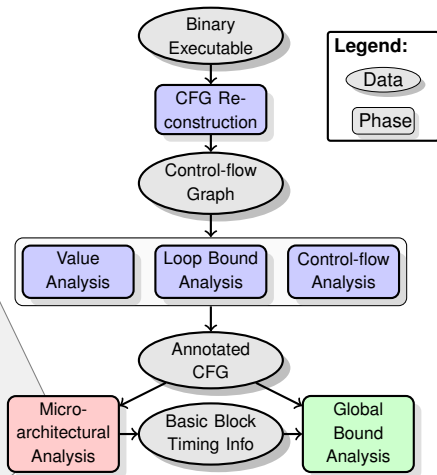 Binary
Executable
Legend:
Data
Phase
CFG Re-
construction
Control-flow
Graph
Value
Analysis
Loop Bound
Analysis
Control-flow
Analysis
Annotated
CFG
Micro-
architectural
Analysis
Basic Block
Timing Info
Global
Bound
Analysis